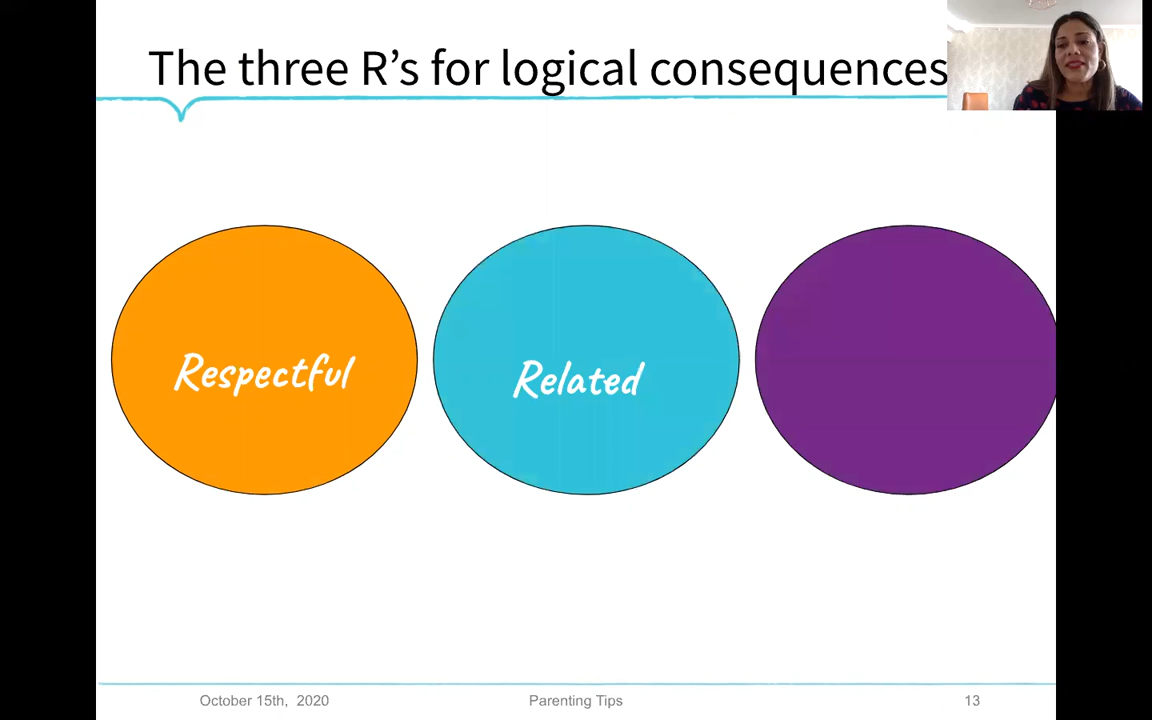 The three R’s for logical consequences
Respectful
Related
October 15th, 2020
Parenting Tips
13